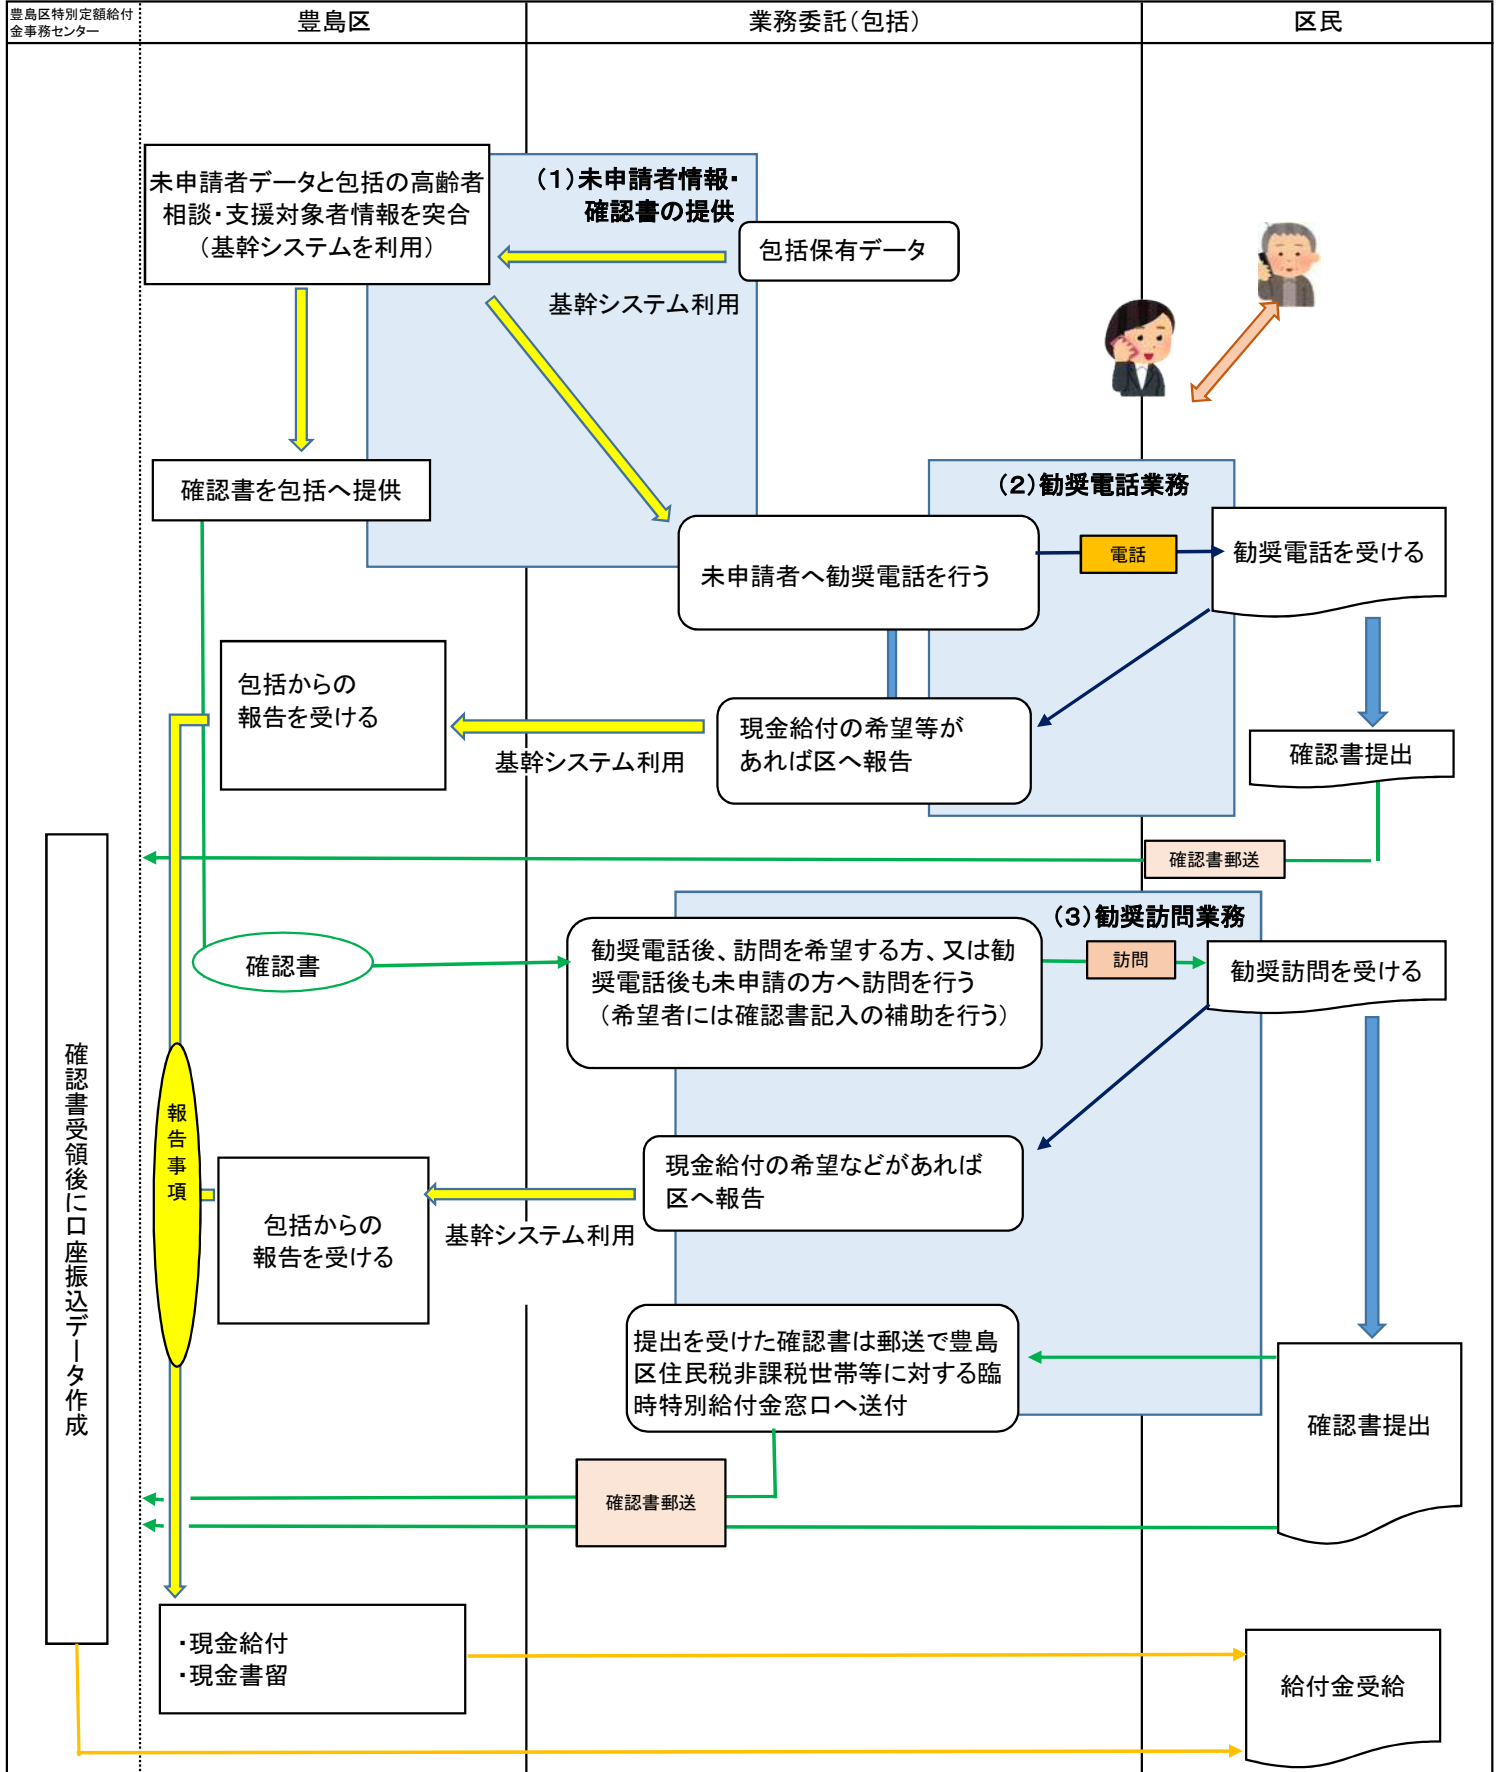 豊島区特別定額給付
金事務センター
豊島区
業務委託（包括）
区民
未申請者データと包括の高齢者
相談・支援対象者情報を突合
（基幹システムを利用）
（１）未申請者情報・
確認書の提供
包括保有データ
基幹システム利用
確認書を包括へ提供
（２）勧奨電話業務
未申請者へ勧奨電話を行う
電話
勧奨電話を受ける
包括からの
報告を受ける
基幹システム利用
現金給付の希望等が
あれば区へ報告
確認書提出
確認書郵送
（３）勧奨訪問業務
確認書
勧奨電話後、訪問を希望する方、又は勧
奨電話後も未申請の方へ訪問を行う
（希望者には確認書記入の補助を行う）
訪問
勧奨訪問を受ける
確認書受領後に口座振込データ作成
報告事項
現金給付の希望などがあれば
区へ報告
包括からの
報告を受ける
基幹システム利用
提出を受けた確認書は郵送で豊島
区住民税非課税世帯等に対する臨
時特別給付金窓口へ送付
確認書提出
確認書郵送
・現金給付
・現金書留
給付金受給